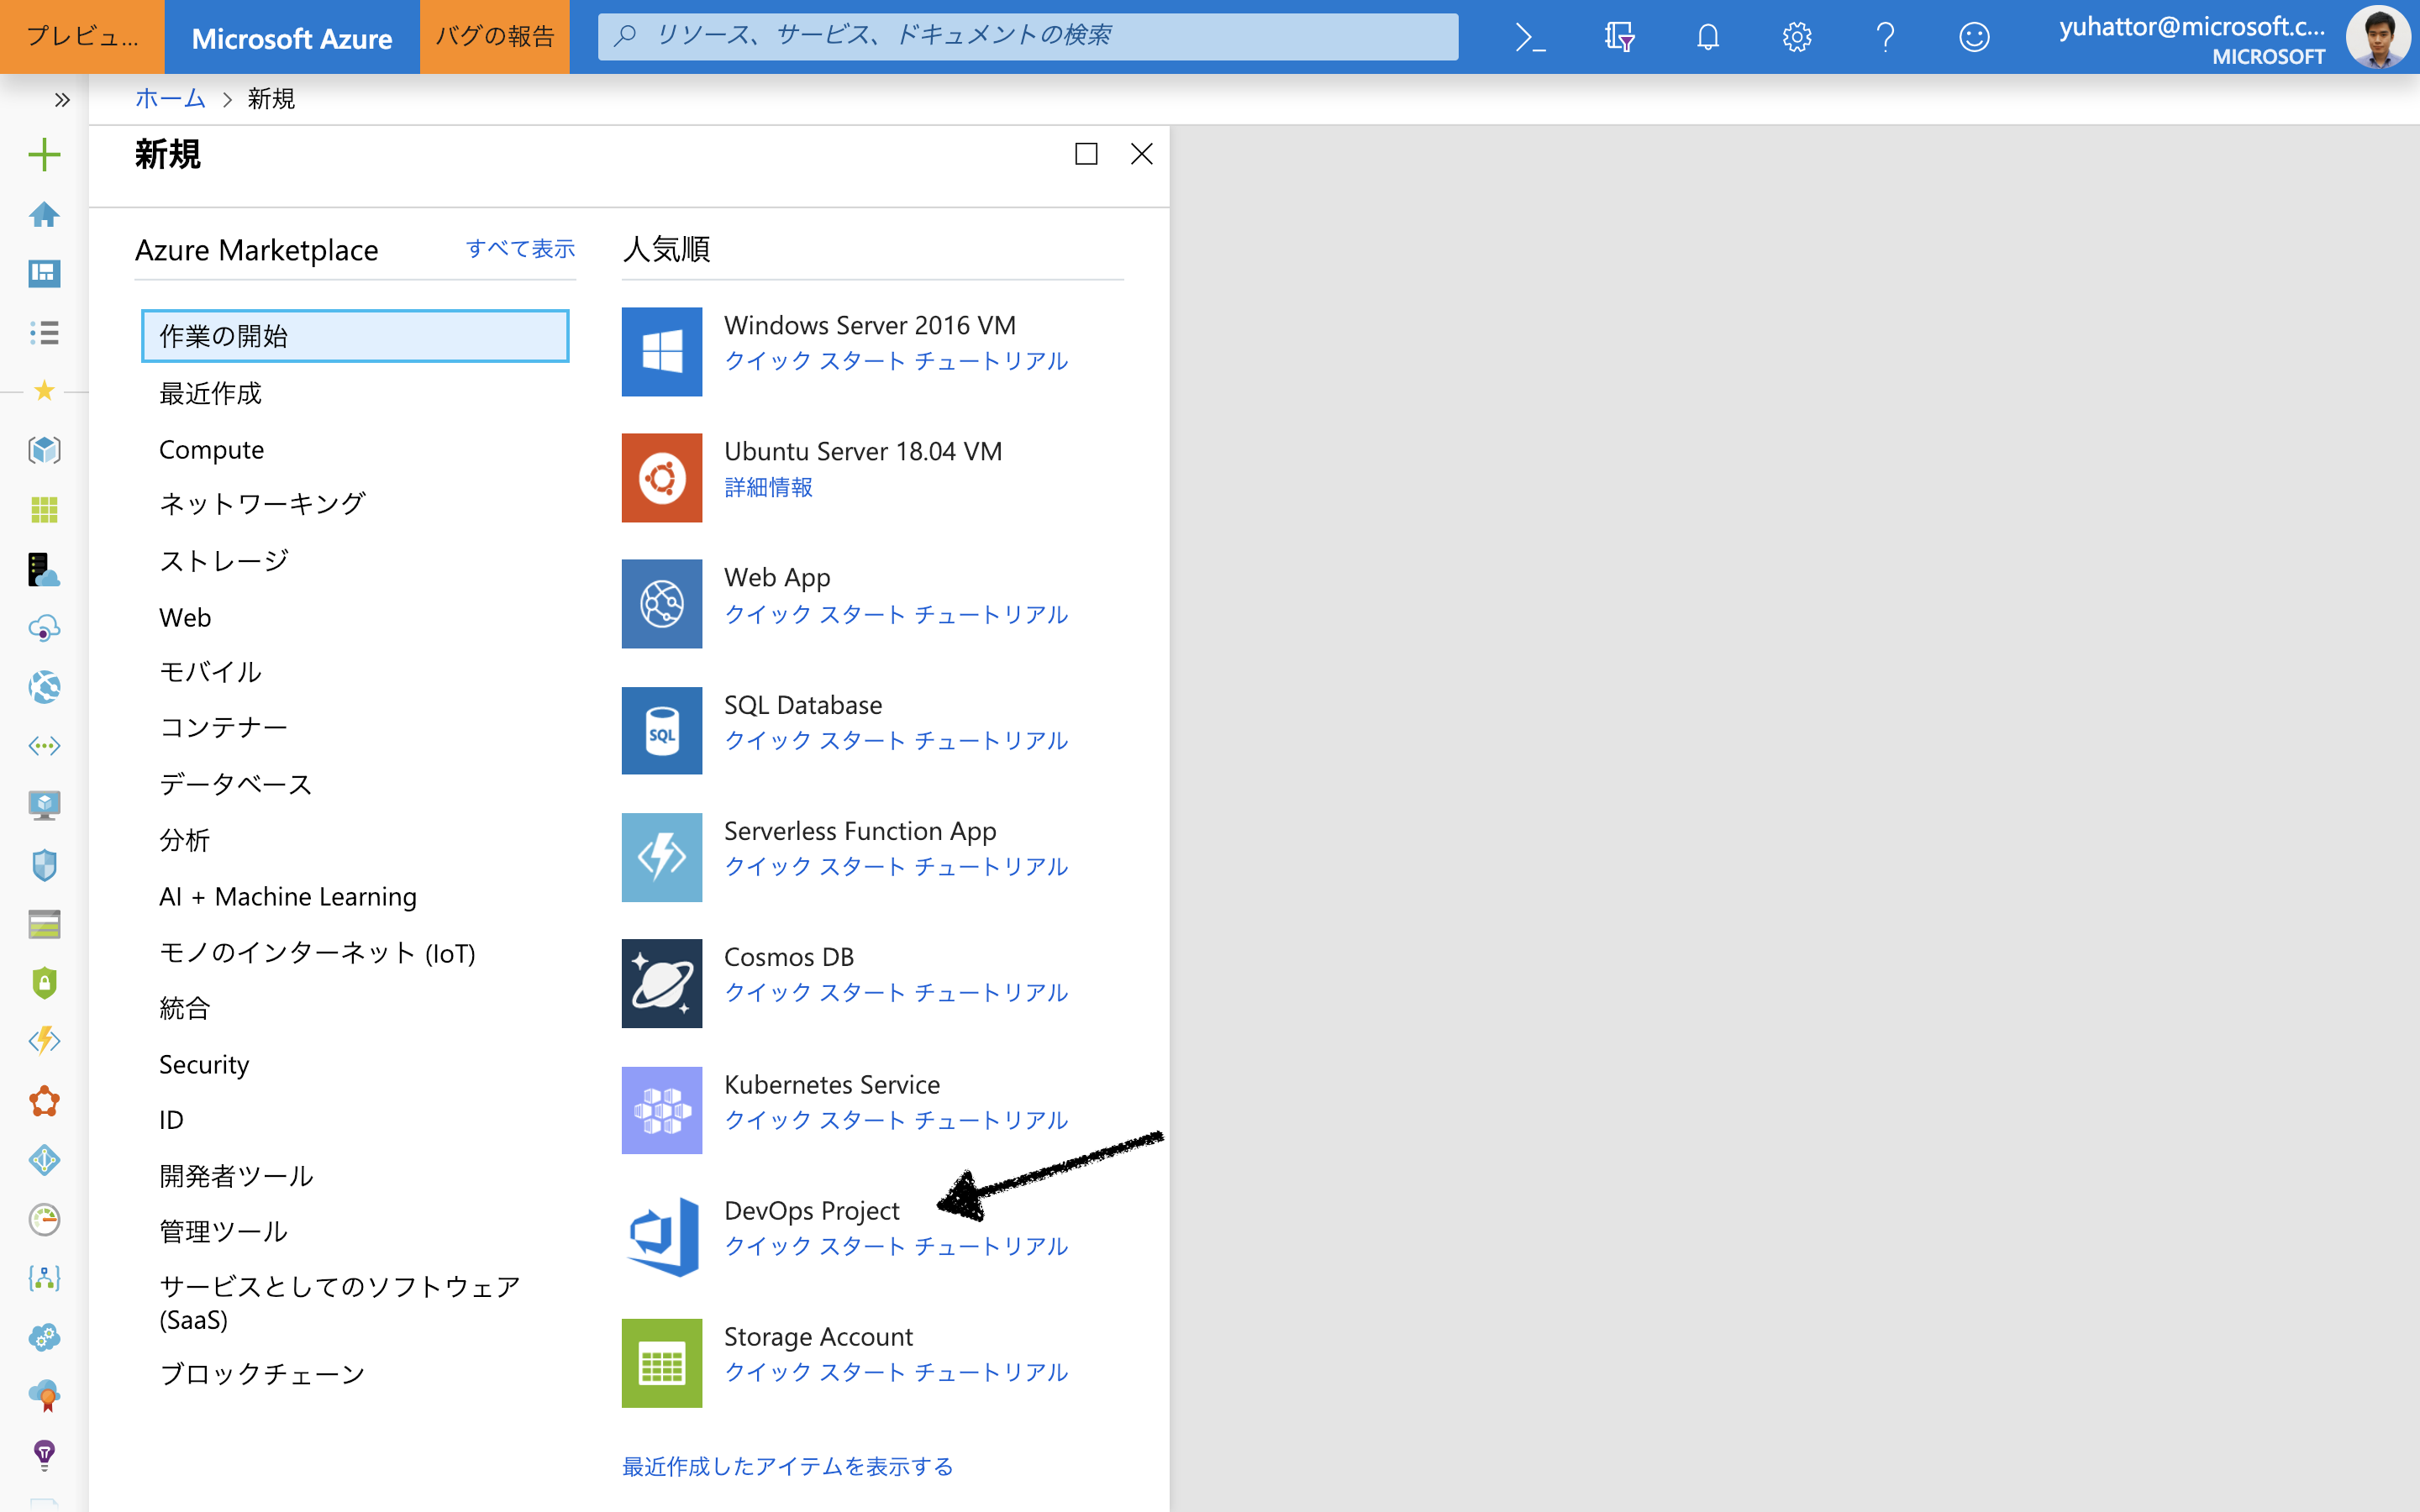 プレビュ...
Microsoft Azure
バグの報告
リソース、サービス、ドキュメントの検索
yuhattor@microsoft.c...
MICROSOFT
ホーム > 新規
新規
Azure Marketplace
すべて表示
作業の開始
最近作成
Compute
ネットワーキング
ストレージ
Web
モバイル
コンテナー
データベース
分析
AI + Machine Learning
モノのインターネット (IoT)
統合
Security
ID
開発者ツール
管理ツール
サービスとしてのソフトウェア
(SaaS)
ブロックチェーン
人気順
Windows Server 2016 VM
クイック スタート チュートリアル
Ubuntu Server 18.04 VM
詳細情報
Web App
クイック スタート チュートリアル
SQL
SQL Database
クイック スタート チュートリアル
Serverless Function App
クイック スタート チュートリアル
Cosmos DB
クイック スタート チュートリアル
Kubernetes Service
クイック スタート チュートリアル
DevOps Project
クイック スタート チュートリアル
Storage Account
クイック スタート チュートリアル
最近作成したアイテムを表示する